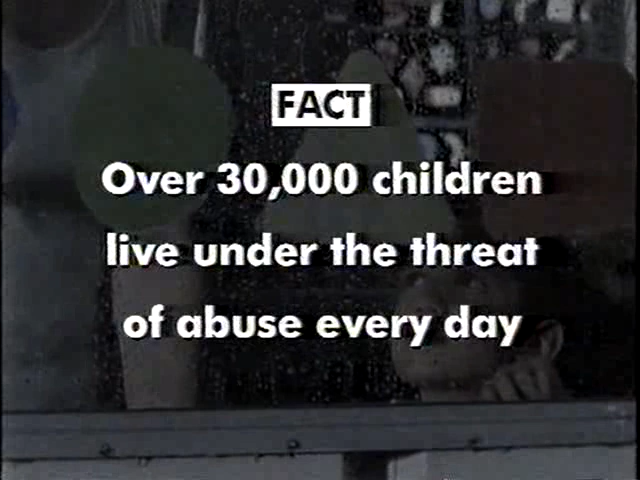 FACT
Over 30,000 children
live under the threat
of abuse every day